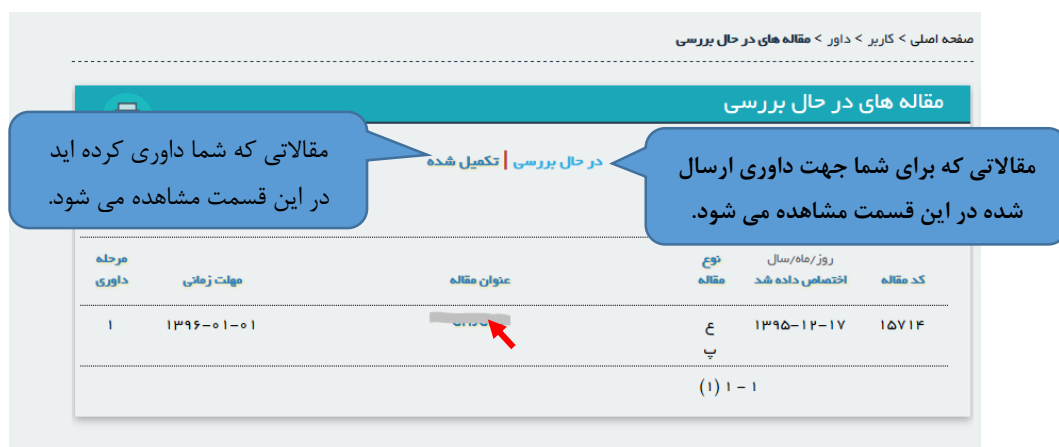 صفحه اصلی > کاربر > داور > مقاله های در حال بررسی
مقاله های در حال بررسی
در حال بررسی | تکمیل شده
مقالاتی که برای شما جهت داوری ارسال
شده در این قسمت مشاهده می شود.
مقالاتی که شما داوری کرده اید
در این قسمت مشاهده می شود.
کد مقاله
روز/ماه/سال
اختصاص داده شد
نوع
مقاله
عنوان مقاله
مهلت زمانی
مرحله
داوری
۱۵۷۱۴
۱۳۹۵-۱۲-۱۷
ع
پ
۱۳۹۶-۰۱-۰۱
۱
۱ - ۱ (۱)